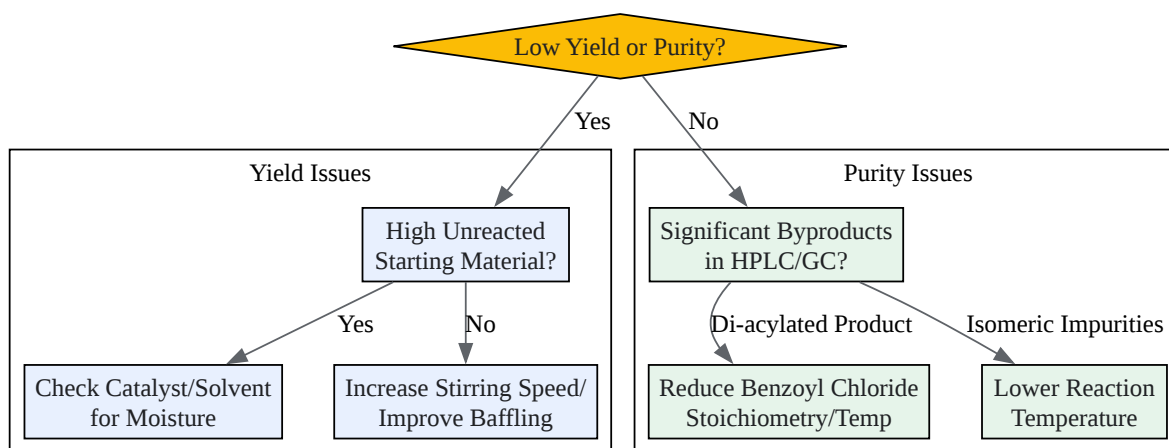 Low Yield or Purity?
Yes
No
Yield Issues
Purity Issues
High Unreacted
Starting Material?
Significant Byproducts
in HPLC/GC?
Yes
No
Di-acylated Product
Isomeric Impurities
Check Catalyst/Solvent
for Moisture
Increase Stirring Speed/
Improve Baffling
Reduce Benzoyl Chloride
Stoichiometry/Temp
Lower Reaction
Temperature